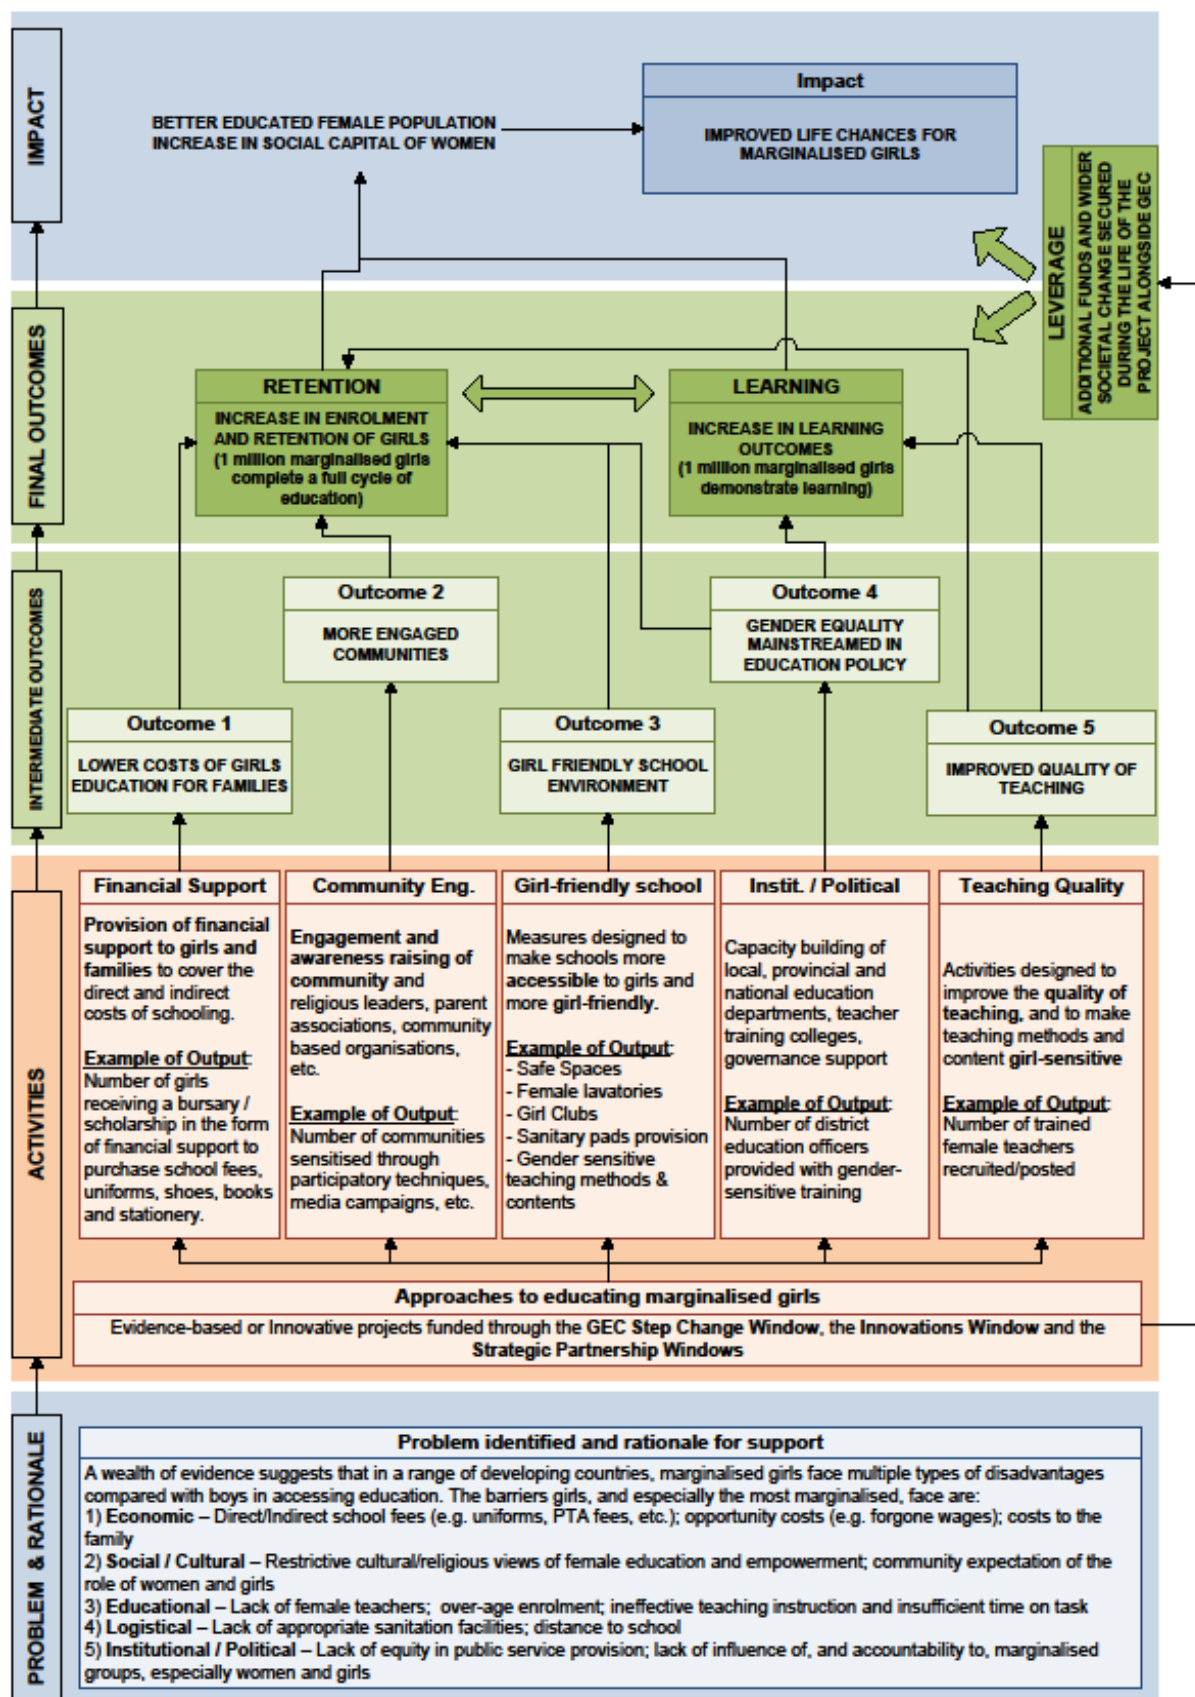 IMPACT
BETTER EDUCATED FEMALE POPULATION
INCREASE IN SOCIAL CAPITAL OF WOMEN
Impact
IMPROVED LIFE CHANCES FOR
MARGINALISED GIRLS
LEVERAGE
ADDITIONAL FUNDS AND WIDER
SOCIETAL CHANGE SECURED
DURING THE LIFE OF THE
PROJECT ALONGSIDE GEC
FINAL OUTCOMES
RETENTION
INCREASE IN ENROLMENT
AND RETENTION OF GIRLS
(1 million marginalised girls
complete a full cycle of
education)
LEARNING
INCREASE IN LEARNING
OUTCOMES
(1 million marginalised girls
demonstrate learning)
INTERMEDIATE OUTCOMES
Outcome 2
MORE ENGAGED
COMMUNITIES
Outcome 4
GENDER EQUALITY
MAINSTREAMED IN
EDUCATION POLICY
Outcome 1
LOWER COSTS OF GIRLS
EDUCATION FOR FAMILIES
Outcome 3
GIRL FRIENDLY SCHOOL
ENVIRONMENT
Outcome 5
IMPROVED QUALITY OF
TEACHING
ACTIVITIES
Financial Support
Provision of financial
support to girls and
families to cover the
direct and indirect
costs of schooling.
Example of Output:
Number of girls
receiving a bursary /
scholarship in the form
of financial support to
purchase school fees,
uniforms, shoes, books
and stationery.
Community Eng.
Engagement and
awareness raising of
community and
religious leaders, parent
associations, community
based organisations,
etc.
Example of Output:
Number of communities
sensitised through
participatory techniques,
media campaigns, etc.
Girl-friendly school
Measures designed to
make schools more
accessible to girls and
more girl-friendly.
Example of Output:
- Safe Spaces
- Female lavatories
- Girl Clubs
- Sanitary pads provision
- Gender sensitive
teaching methods &
contents
Instit. / Political
Capacity building of
local, provincial and
national education
departments, teacher
training colleges,
governance support
Example of Output:
Number of district
education officers
provided with gender-
sensitive training
Teaching Quality
Activities designed to
improve the quality of
teaching, and to make
teaching methods and
content girl-sensitive
Example of Output:
Number of trained
female teachers
recruited/posted
Approaches to educating marginalised girls
Evidence-based or Innovative projects funded through the GEC Step Change Window, the Innovations Window and the
Strategic Partnership Windows
PROBLEM & RATIONALE
Problem identified and rationale for support
A wealth of evidence suggests that in a range of developing countries, marginalised girls face multiple types of disadvantages
compared with boys in accessing education. The barriers girls, and especially the most marginalised, face are:
1) Economic – Direct/Indirect school fees (e.g. uniforms, PTA fees, etc.); opportunity costs (e.g. forgone wages); costs to the
family
2) Social / Cultural – Restrictive cultural/religious views of female education and empowerment; community expectation of the
role of women and girls
3) Educational – Lack of female teachers; over-age enrolment; ineffective teaching instruction and insufficient time on task
4) Logistical – Lack of appropriate sanitation facilities; distance to school
5) Institutional / Political – Lack of equity in public service provision; lack of influence of, and accountability to, marginalised
groups, especially women and girls